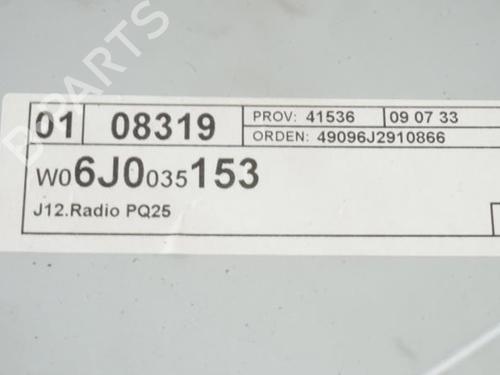 B-PARTS
01 08319 PROV: 41536 09 07 33
ORDEN: 49096J2910866
W06J0035153
J12.Radio PQ25